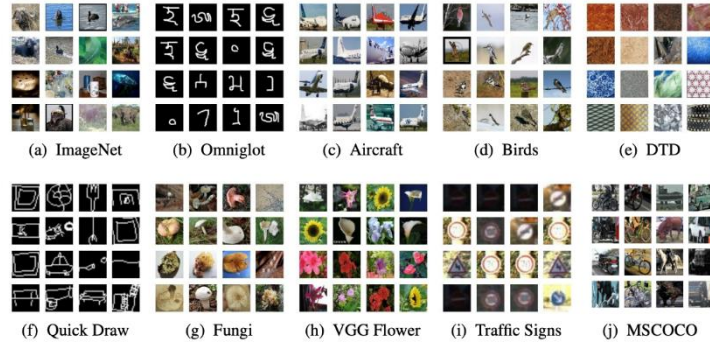 (a) ImageNet
(b) Omniglot
(c) Aircraft
(d) Birds
(e) DTD
(f) Quick Draw
(g) Fungi
(h) VGG Flower
(i) Traffic Signs
(j) MSCOCO